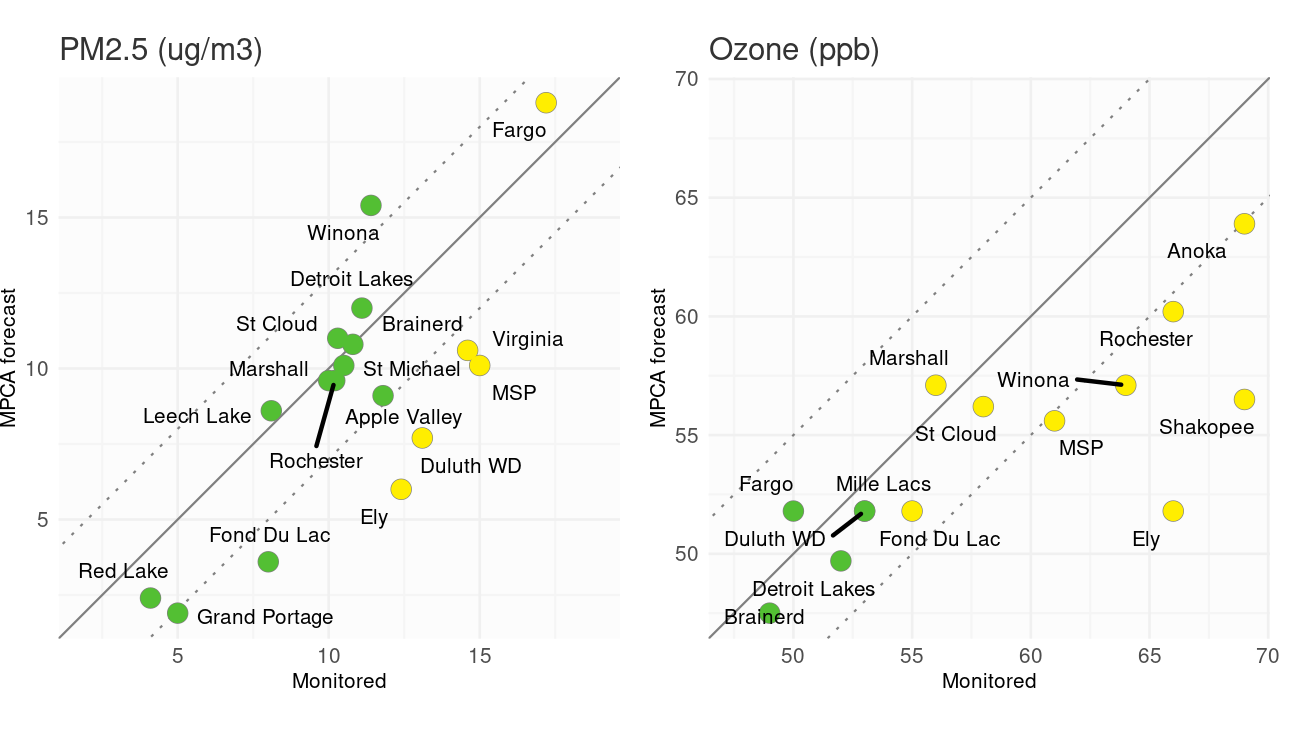 PM2.5 (ug/m3)
MPCA forecast
15
10
5
Fargo
Winona
Detroit Lakes
St Cloud
Brainerd
Virginia
Marshall
St Michael
MSP
Leech Lake
Apple Valley
Rochester
Duluth WD
Ely
Fond Du Lac
Red Lake
Grand Portage
5
10
15
Monitored
Ozone (ppb)
MPCA forecast
70
65
60
55
50
Anoka
Rochester
Marshall
Winona
Shakopee
St Cloud
MSP
Fargo
Mille Lacs
Duluth WD
Fond Du Lac
Ely
Detroit Lakes
Brainerd
50
55
60
65
70
Monitored